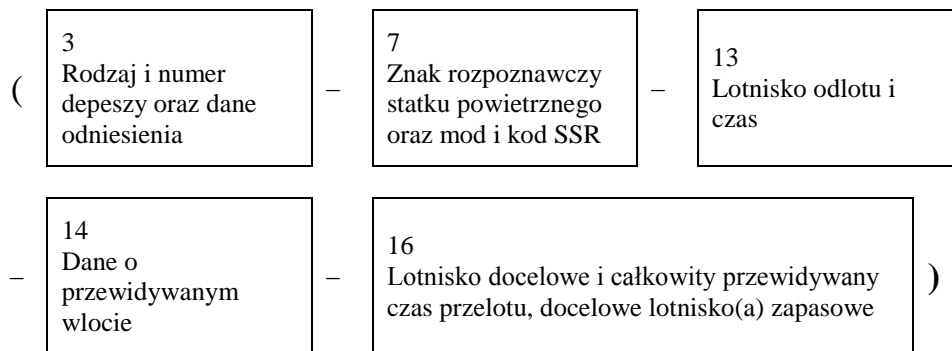 (
3
Rodzaj i numer
depeszy oraz dane
odniesienia
–
7
Znak rozpoznawczy
statku powietrznego
oraz mod i kod SSR
–
13
Lotnisko odlotu i
czas
–
14
Dane o
przewidywanym
wlocie
–
16
Lotnisko docelowe i całkowity przewidywany
czas przelotu, docelowe lotnisko(a) zapasowe
)